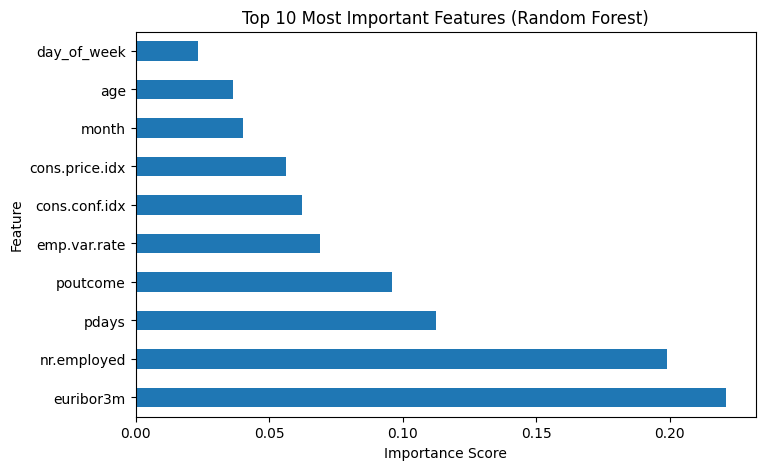 Top 10 Most Important Features (Random Forest)
day_of_week
age
month
cons.price.idx
cons.conf.idx
emp.var.rate
poutcome
pdays
nr.employed
euribor3m
Feature
0.00 0.05 0.10 0.15 0.20
Importance Score